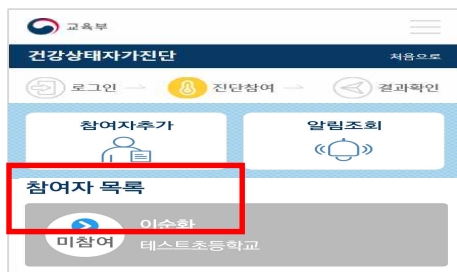 교육부
건강상태자가진단 처음으로
로그인 진단참여 결과확인
참여자추가 알림조회
참여자 목록
이순화
미참여
테스트초등학교